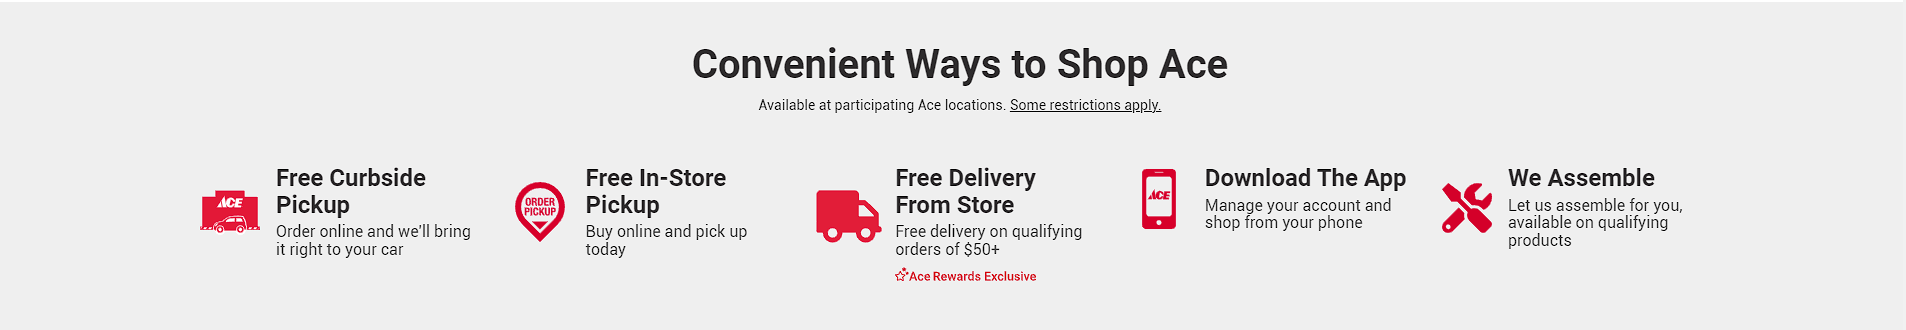 Convenient Ways to Shop Ace
Available at participating Ace locations. Some restrictions apply.
ACE
Free Curbside
Pickup
Order online and we'll bring
it right to your car
ORDER
PICKUP
Free In-Store
Pickup
Buy online and pick up
today
Free Delivery
From Store
Free delivery on qualifying
orders of $50+
Ace Rewards Exclusive
ACE
Download The App
Manage your account and
shop from your phone
We Assemble
Let us assemble for you,
available on qualifying
products